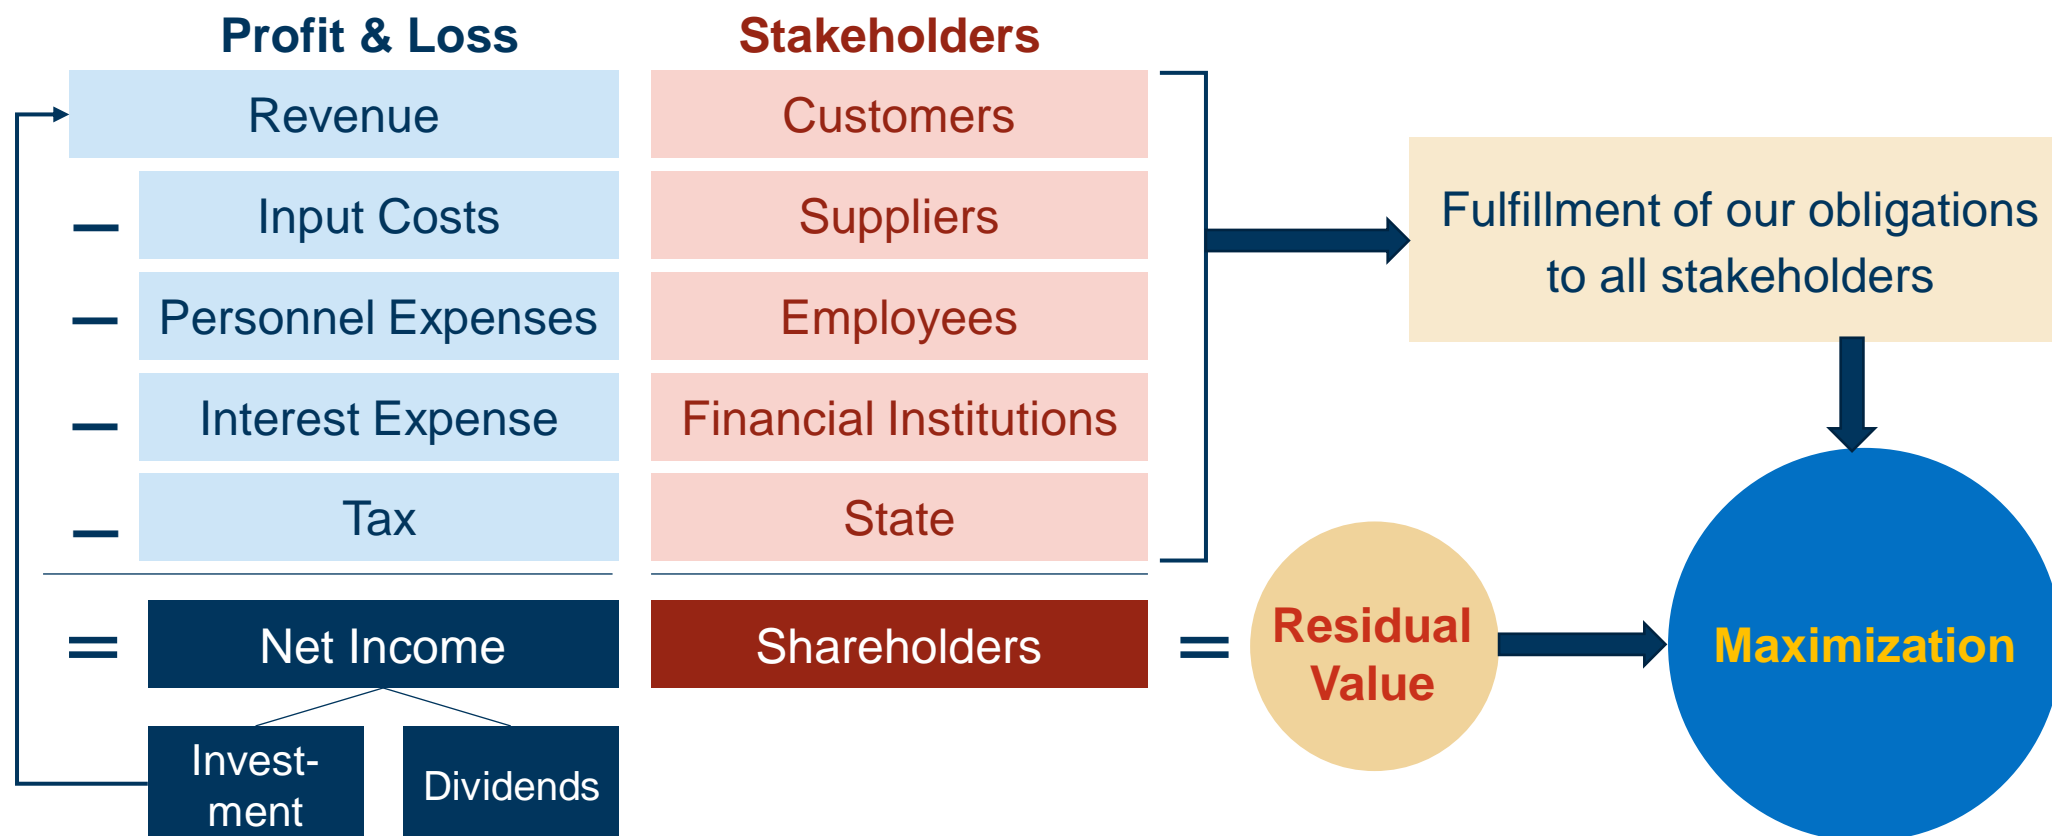 Profit & Loss
Stakeholders
Revenue
Customers
– Input Costs
Suppliers
– Personnel Expenses
Employees
– Interest Expense
Financial Institutions
– Tax
State
= Net Income
Shareholders
=
Residual
Value
Invest-
ment
Dividends
Fulfillment of our obligations
to all stakeholders
Maximization